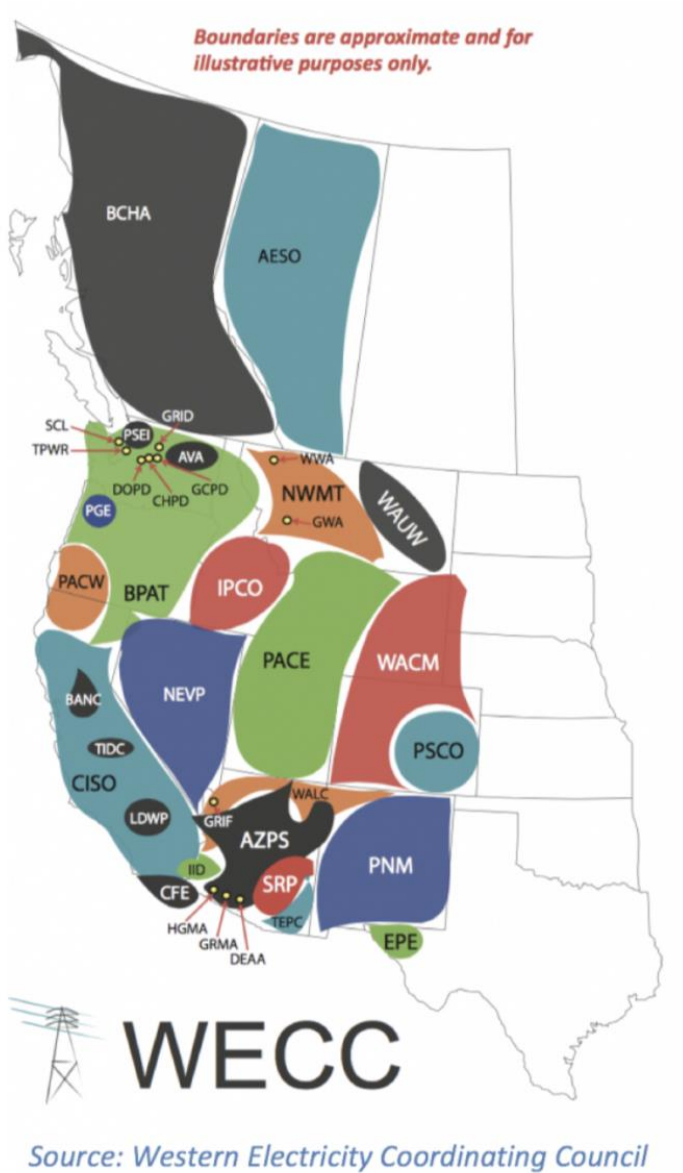 Boundaries are approximate and for
illustrative purposes only.
BCHA
AESO
GRID
SCL
PSEI
TPWR
AVA
WWA
DOPD
CHPD
GCPD
NWMT
GWA
WAUW
PGE
PACW
BPAT
IPCO
PACE
WACM
BANC
NEVP
TIDC
PSCO
CISO
WALC
LDWP
GRIF
AZPS
IID
PNM
CFE
SRP
HGMA
TEPC
GRMA
EPE
DEAA
WECC
Source: Western Electricity Coordinating Council